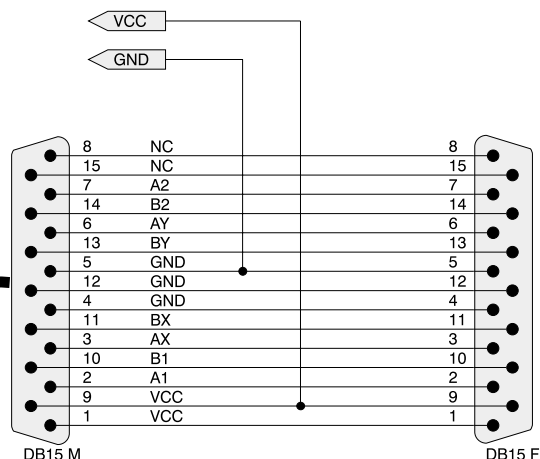 VCC
GND
8 NC 8
15 NC 15
7 A2 7
14 B2 14
6 AY 6
13 BY 13
5 GND 5
12 GND 12
4 GND 4
11 BX 11
3 AX 3
10 B1 10
2 A1 2
9 VCC 9
1 VCC 1
DB15 M DB15 F